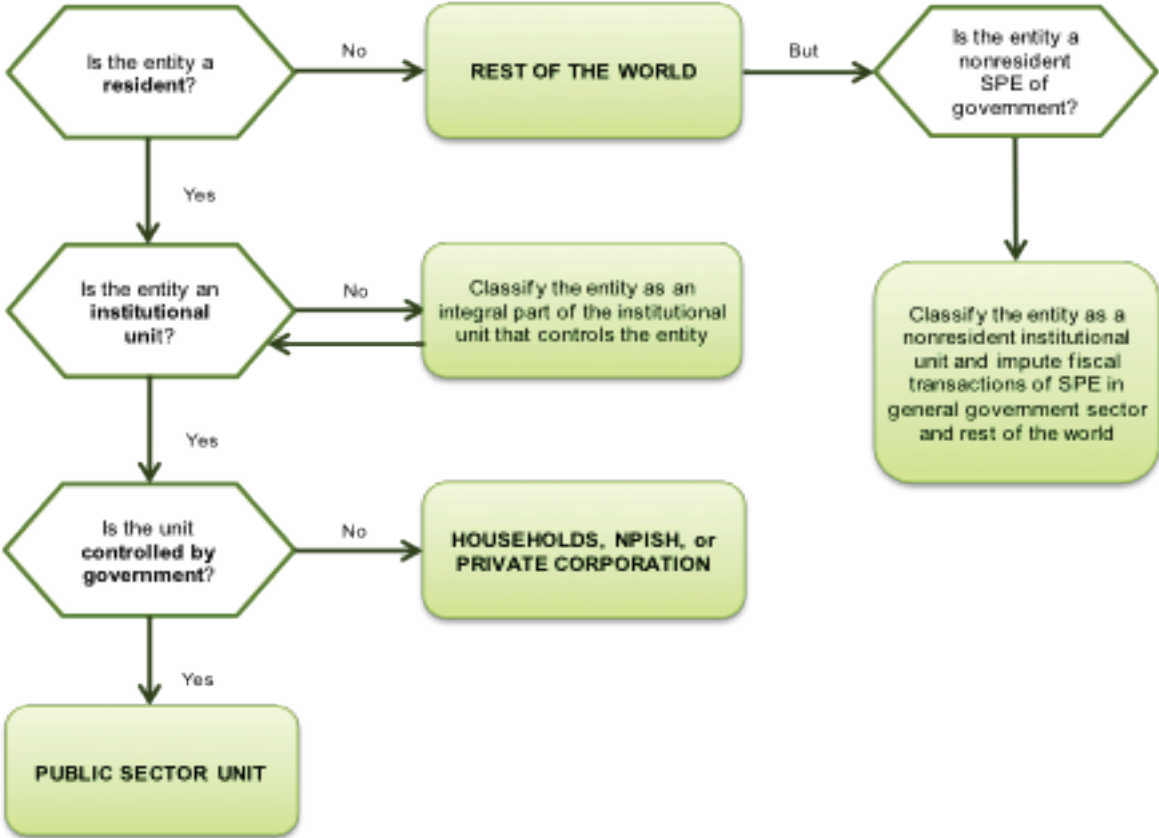 Is the entity a
resident?
No
REST OF THE WORLD
But
Is the entity a
nonresident
SPE of
government?
Yes
Is the entity an
institutional
unit?
No
Classify the entity as an
integral part of the institutional
unit that controls the entity
Classify the entity as a
nonresident institutional
unit and impute fiscal
transactions of SPE in
general government sector
and rest of the world
Yes
Is the unit
controlled by
government?
No
HOUSEHOLDS, NPISH, or
PRIVATE CORPORATION
Yes
PUBLIC SECTOR UNIT